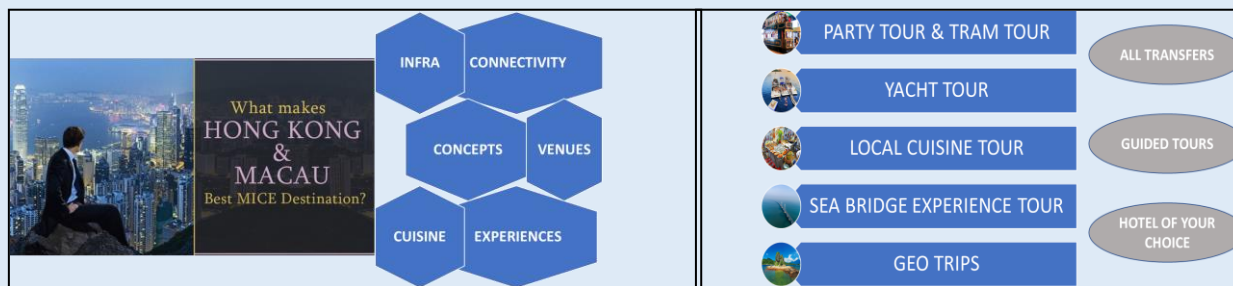 What makes
HONG KONG
&
MACAU
Best MICE Destination?
INFRA
CONNECTIVITY
CONCEPTS
VENUES
CUISINE
EXPERIENCES
PARTY TOUR & TRAM TOUR
YACHT TOUR
LOCAL CUISINE TOUR
SEA BRIDGE EXPERIENCE TOUR
GEO TRIPS
ALL TRANSFERS
GUIDED TOURS
HOTEL OF YOUR
CHOICE